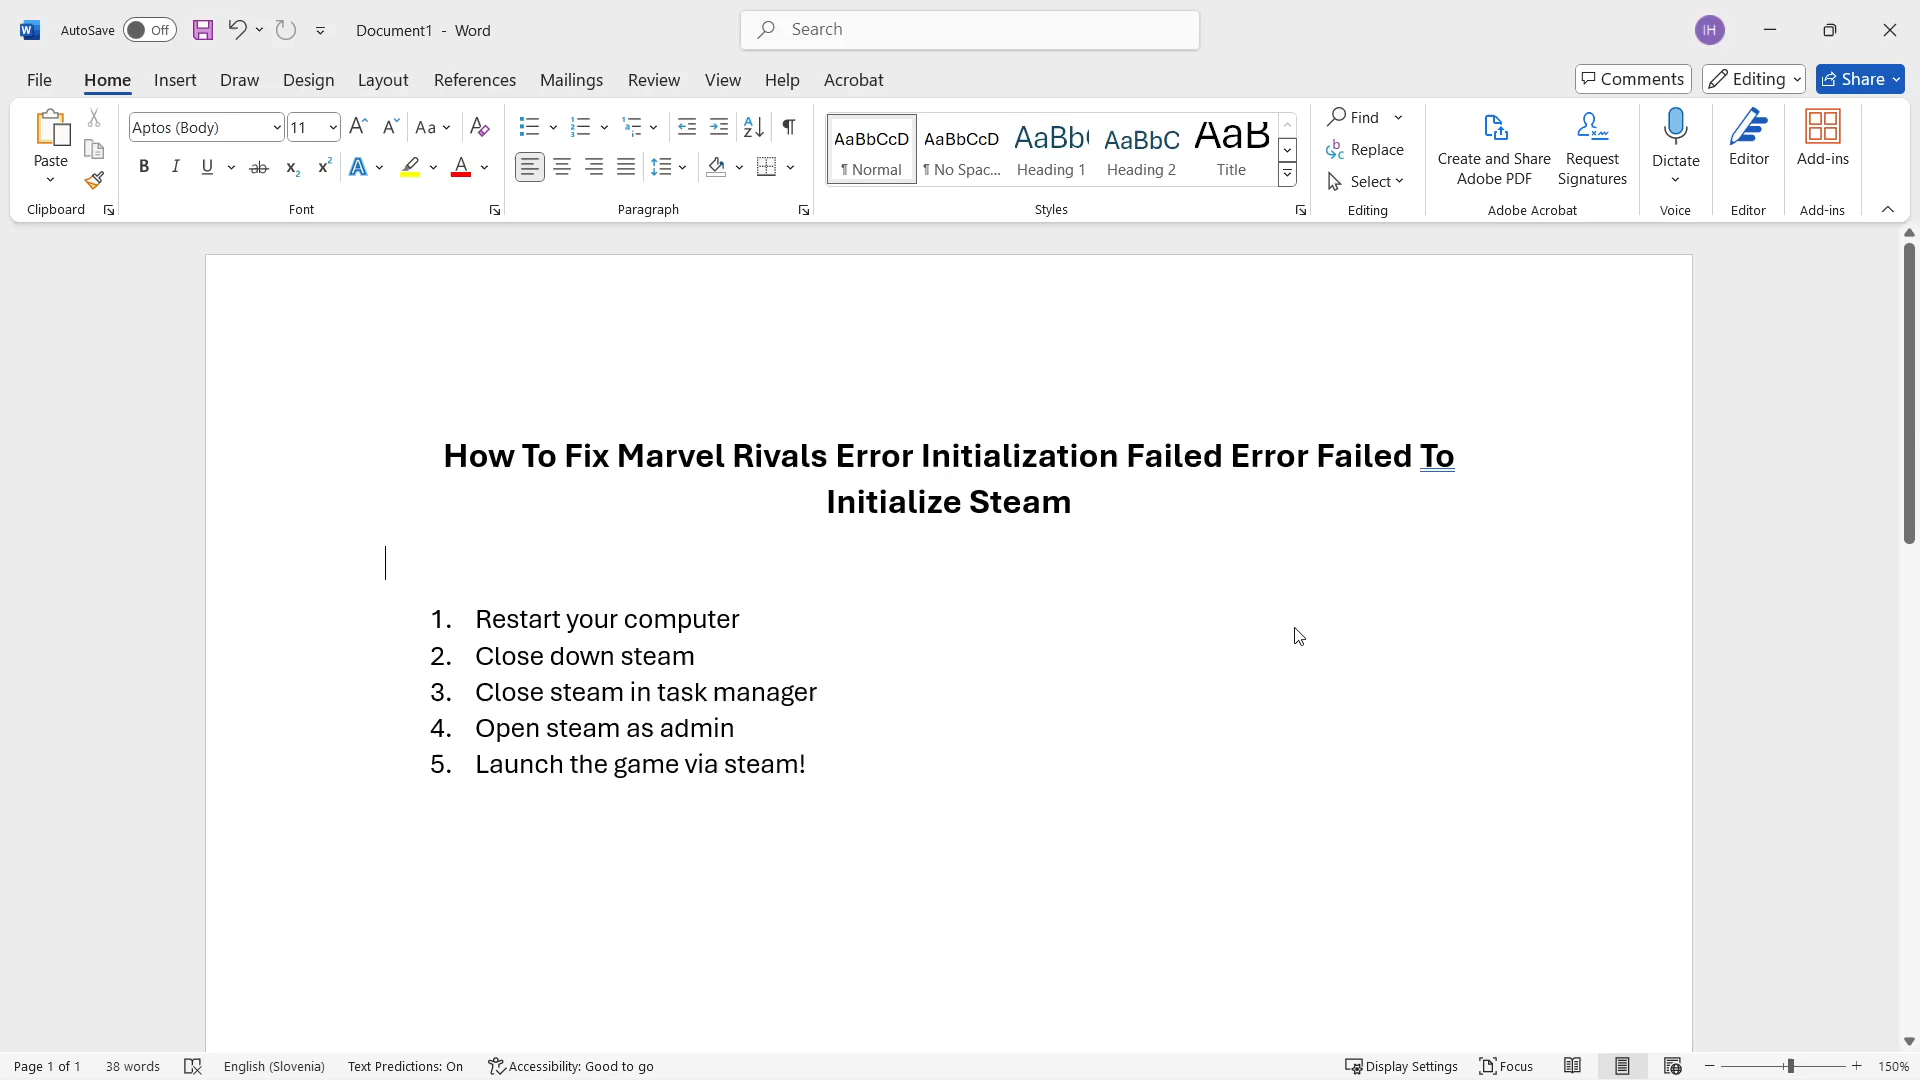 AutoSave Off Document1 - Word Search IH
File Home Insert Draw Design Layout References Mailings Review View Help Acrobat Comments Editing Share
Paste
Clipboard
Aptos (Body) 11 Aa
B I U ab x₂ x² A A
Font
Paragraph
AaBbCcD AaBbCcD AaBb( AaBbC AaB
¶ Normal ¶ No Spac... Heading 1 Heading 2 Title
Styles
Find
Replace
Select
Editing
Create and Share
Adobe PDF
Request
Signatures
Adobe Acrobat
Dictate
Voice
Editor
Editor
Add-ins
Add-ins
How To Fix Marvel Rivals Error Initialization Failed Error Failed To
Initialize Steam
1. Restart your computer
2. Close down steam
3. Close steam in task manager
4. Open steam as admin
5. Launch the game via steam!
Page 1 of 1 38 words English (Slovenia) Text Predictions: On Accessibility: Good to go Display Settings Focus 150%